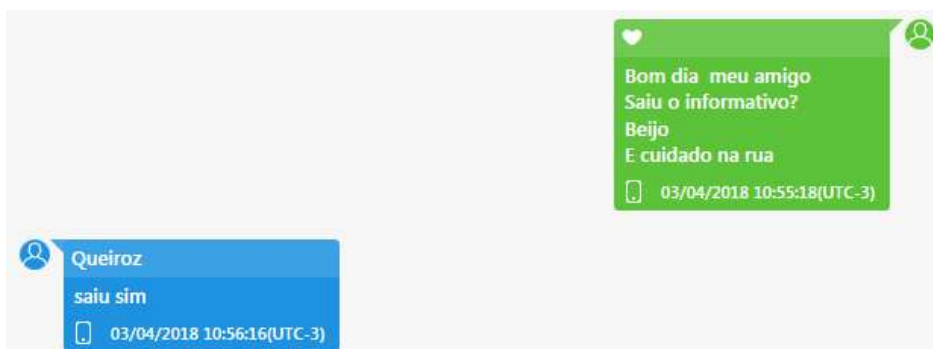 Bom dia  meu amigo
Saiu o informativo?
Beijo
E cuidado na rua
03/04/2018 10:55:18(UTC-3)
Queiroz
saiu sim
03/04/2018 10:56:16(UTC-3)